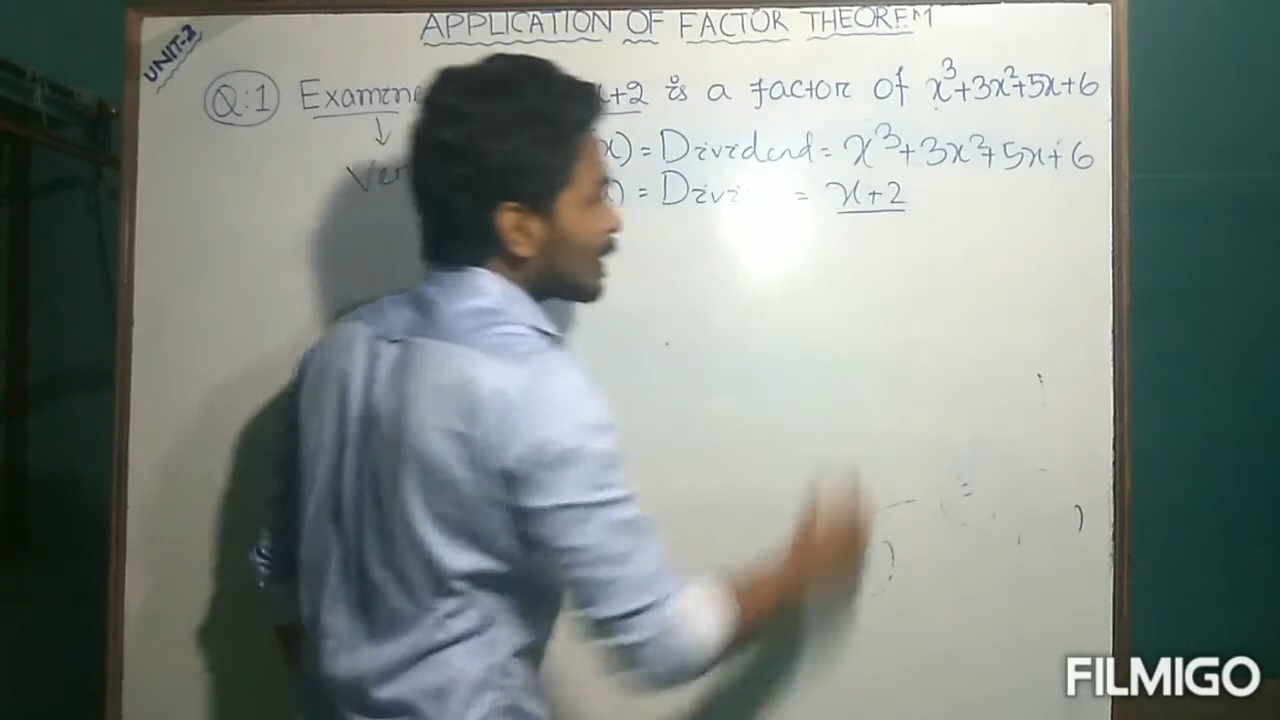 APPLICATION OF FACTOR THEOREM
UNIT-2
Q:1 Examine x+2 is a factor of x³+3x²+5x+6
↓ x) = Dividend = x³+3x²+5x+6
Ver ) = Divi = x+2
FILMIGO